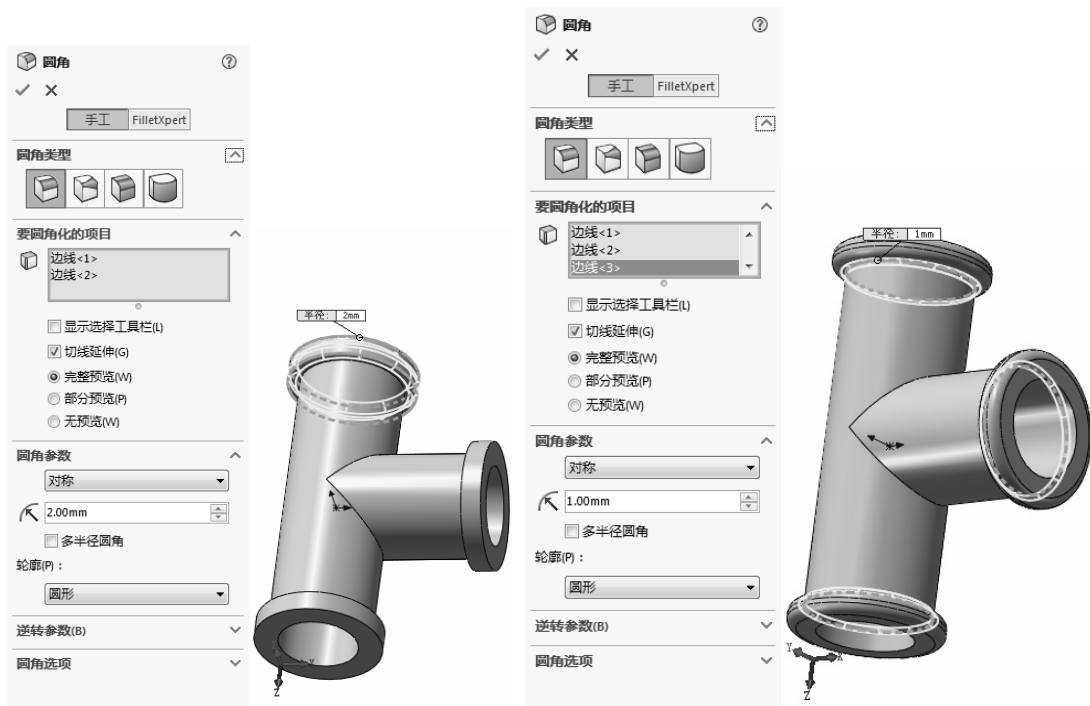 圆角
手工 FilletXpert
圆角类型
要圆角化的项目
边线<1>
边线<2>
显示选择工具栏(L)
切线延伸(G)
完整预览(W)
部分预览(P)
无预览(W)
圆角参数
对称
2.00mm
多半径圆角
轮廓(P)：
圆形
逆转参数(B)
圆角选项
半径: 2mm
Z
圆角
手工 FilletXpert
圆角类型
要圆角化的项目
边线<1>
边线<2>
边线<3>
显示选择工具栏(L)
切线延伸(G)
完整预览(W)
部分预览(P)
无预览(W)
圆角参数
对称
1.00mm
多半径圆角
轮廓(P)：
圆形
逆转参数(B)
圆角选项
半径: 1mm
Y X
Z